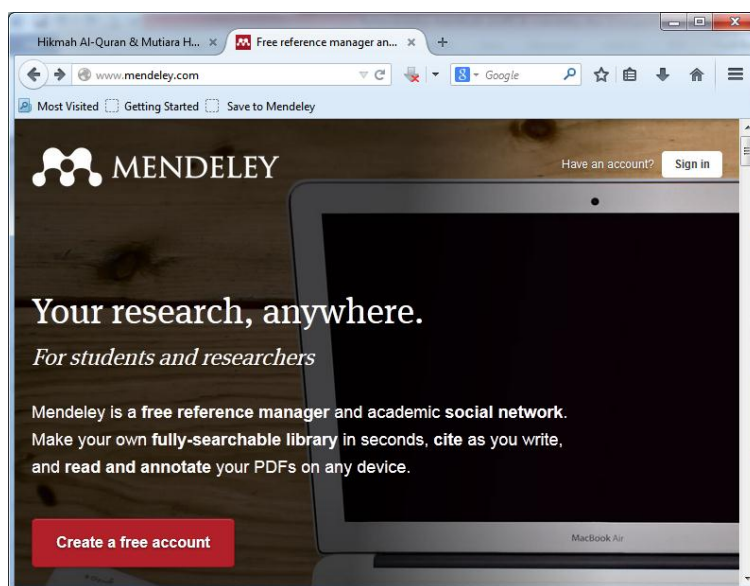 Hikmah Al-Quran & Mutiara H...
Free reference manager an...
www.mendeley.com
8
Google
Most Visited
Getting Started
Save to Mendeley
MENDELEY
Have an account?
Sign in
Your research, anywhere.
For students and researchers
Mendeley is a free reference manager and academic social network.
Make your own fully-searchable library in seconds, cite as you write,
and read and annotate your PDFs on any device.
Create a free account
MacBook Air